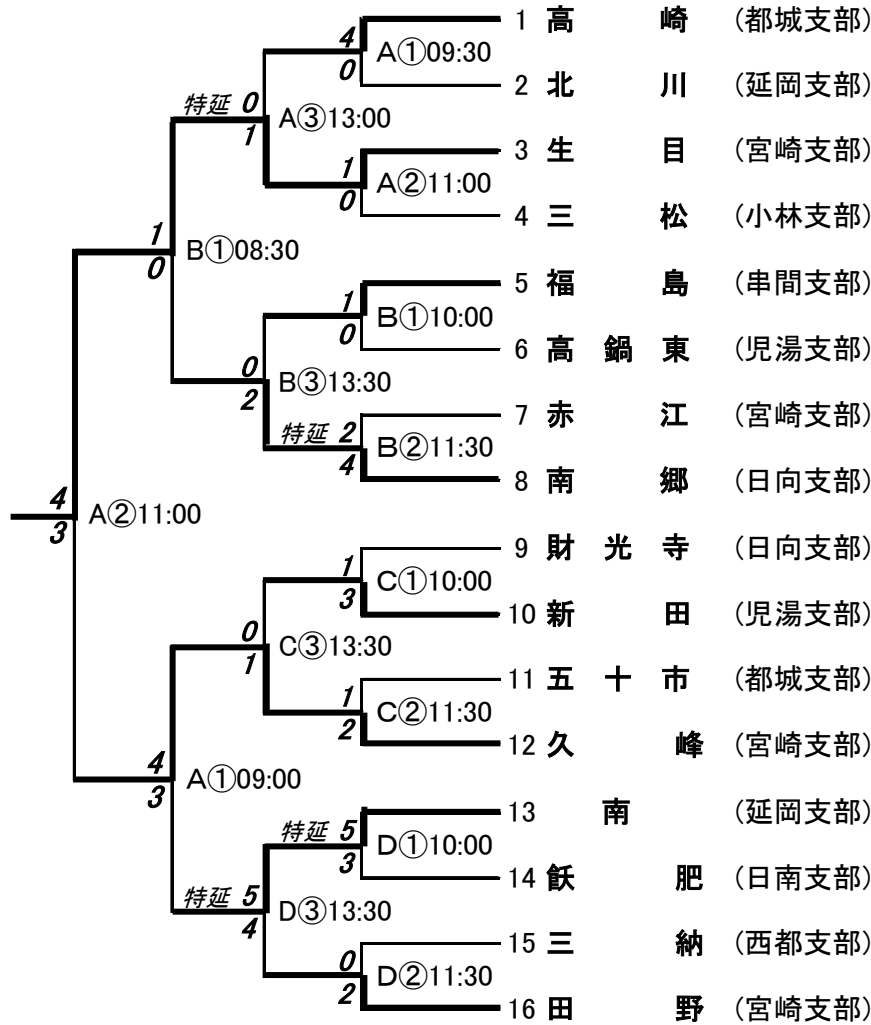 1 高崎 (都城支部)
4
A①09:30
0
2 北川 (延岡支部)
特延 0
A③13:00
1
3 生目 (宮崎支部)
1
A②11:00
0
4 三松 (小林支部)
1
B①08:30
0
5 福島 (串間支部)
1
B①10:00
0
6 高鍋東 (児湯支部)
0
B③13:30
2
7 赤江 (宮崎支部)
特延 2
B②11:30
4
8 南郷 (日向支部)
4
A②11:00
3
9 財光寺 (日向支部)
1
C①10:00
3
10 新田 (児湯支部)
0
C③13:30
1
11 五十市 (都城支部)
1
C②11:30
2
12 久峰 (宮崎支部)
4
A①09:00
3
13 南 (延岡支部)
特延 5
D①10:00
3
14 飫肥 (日南支部)
特延 5
D③13:30
4
15 三納 (西都支部)
0
D②11:30
2
16 田野 (宮崎支部)